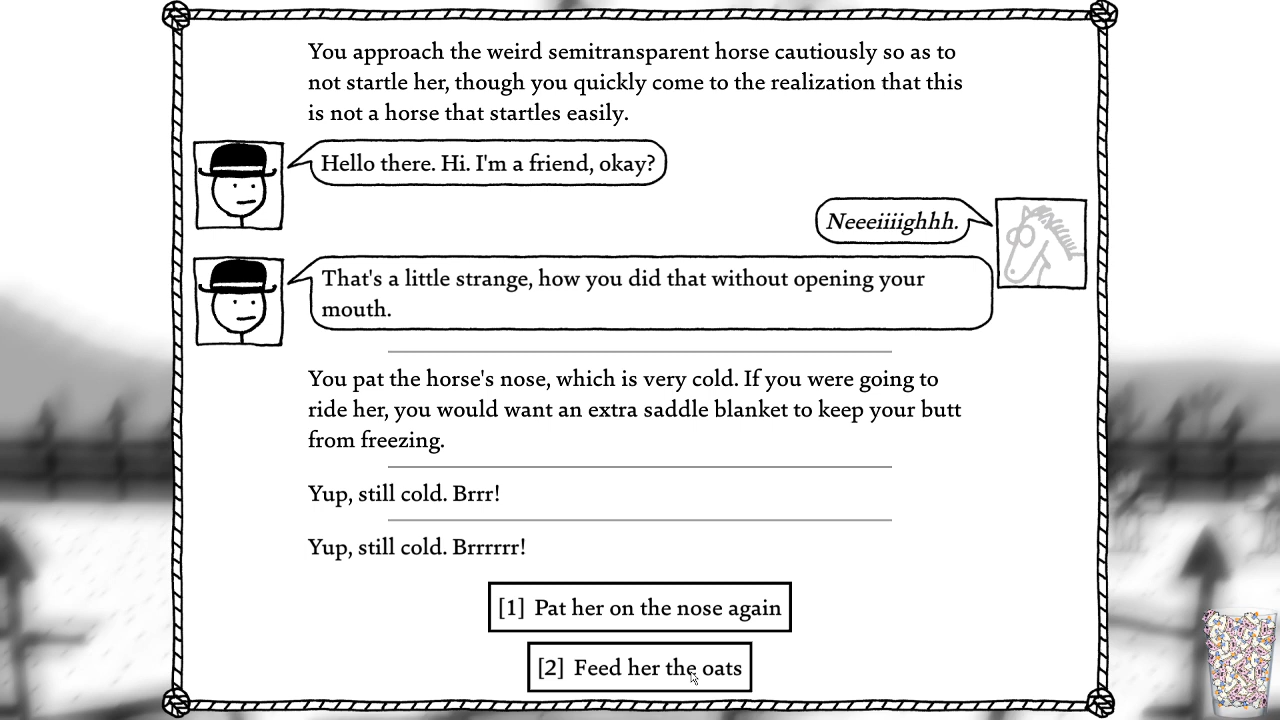 You approach the weird semitransparent horse cautiously so as to
not startle her, though you quickly come to the realization that this
is not a horse that startles easily.
Hello there. Hi. I'm a friend, okay?
Neeeiiiighhh.
That's a little strange, how you did that without opening your
mouth.
You pat the horse's nose, which is very cold. If you were going to
ride her, you would want an extra saddle blanket to keep your butt
from freezing.
Yup, still cold. Brrr!
Yup, still cold. Brrrrrr!
[1] Pat her on the nose again
[2] Feed her the oats